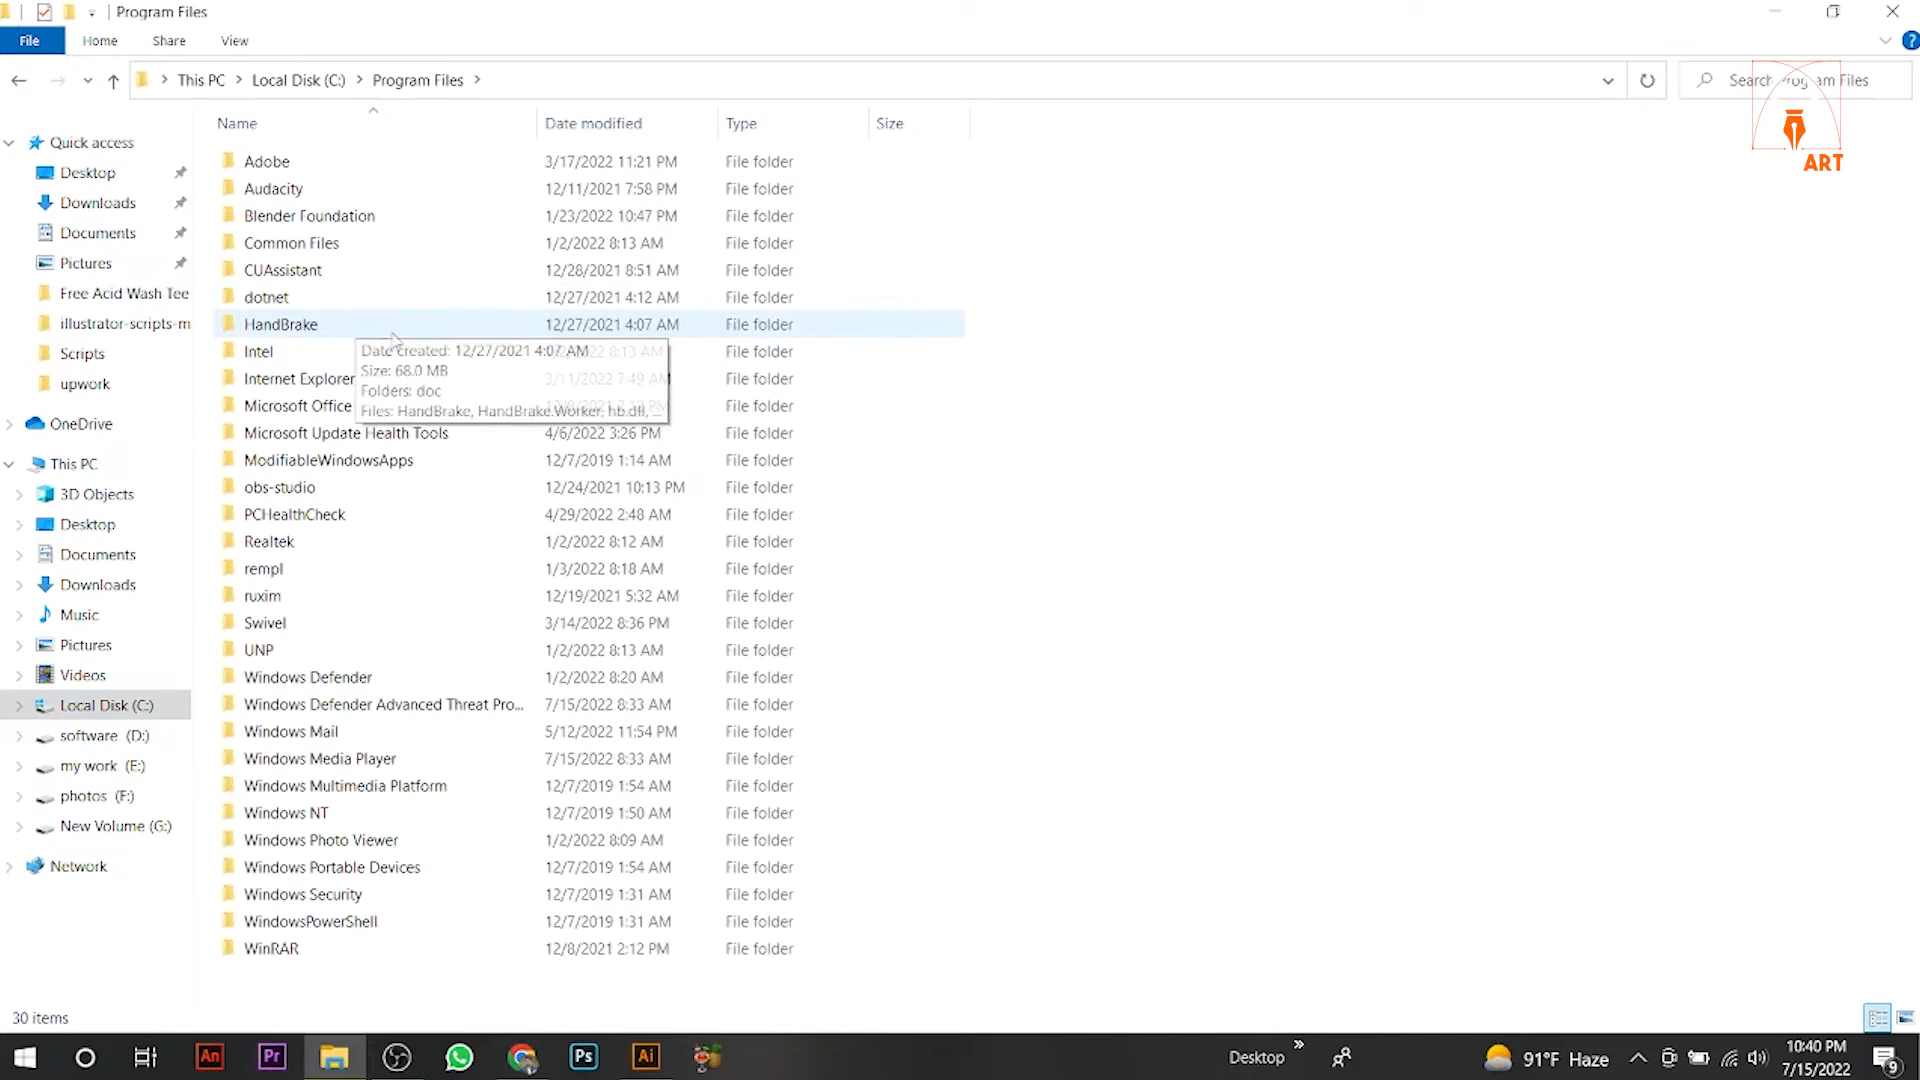 Program Files
File Home Share View
This PC > Local Disk (C:) > Program Files >
Search Program Files
ART
Name Date modified Type Size
Quick access
Desktop
Downloads
Documents
Pictures
Free Acid Wash Tee
illustrator-scripts-m
Scripts
upwork
OneDrive
This PC
3D Objects
Desktop
Documents
Downloads
Music
Pictures
Videos
Local Disk (C:)
software (D:)
my work (E:)
photos (F:)
New Volume (G:)
Network
Adobe 3/17/2022 11:21 PM File folder
Audacity 12/11/2021 7:58 PM File folder
Blender Foundation 1/23/2022 10:47 PM File folder
Common Files 1/2/2022 8:13 AM File folder
CUAssistant 12/28/2021 8:51 AM File folder
dotnet 12/27/2021 4:12 AM File folder
HandBrake 12/27/2021 4:07 AM File folder
Intel 8:13 AM File folder
Internet Explorer 3/11/2022 7:49 AM File folder
Microsoft Office File folder
Date created: 12/27/2021 4:07 AM
Size: 68.0 MB
Folders: doc
Files: HandBrake, HandBrake.Worker, hb.dll, ...
Microsoft Update Health Tools 4/6/2022 3:26 PM File folder
ModifiableWindowsApps 12/7/2019 1:14 AM File folder
obs-studio 12/24/2021 10:13 PM File folder
PCHealthCheck 4/29/2022 2:48 AM File folder
Realtek 1/2/2022 8:12 AM File folder
rempl 1/3/2022 8:18 AM File folder
ruxim 12/19/2021 5:32 AM File folder
Swivel 3/14/2022 8:36 PM File folder
UNP 1/2/2022 8:13 AM File folder
Windows Defender 1/2/2022 8:20 AM File folder
Windows Defender Advanced Threat Pro... 7/15/2022 8:33 AM File folder
Windows Mail 5/12/2022 11:54 PM File folder
Windows Media Player 7/15/2022 8:33 AM File folder
Windows Multimedia Platform 12/7/2019 1:54 AM File folder
Windows NT 12/7/2019 1:50 AM File folder
Windows Photo Viewer 1/2/2022 8:09 AM File folder
Windows Portable Devices 12/7/2019 1:54 AM File folder
Windows Security 12/7/2019 1:31 AM File folder
WindowsPowerShell 12/7/2019 1:31 AM File folder
WinRAR 12/8/2021 2:12 PM File folder
30 items
An Pr Ps Ai
Desktop
91°F Haze
10:40 PM
7/15/2022
9